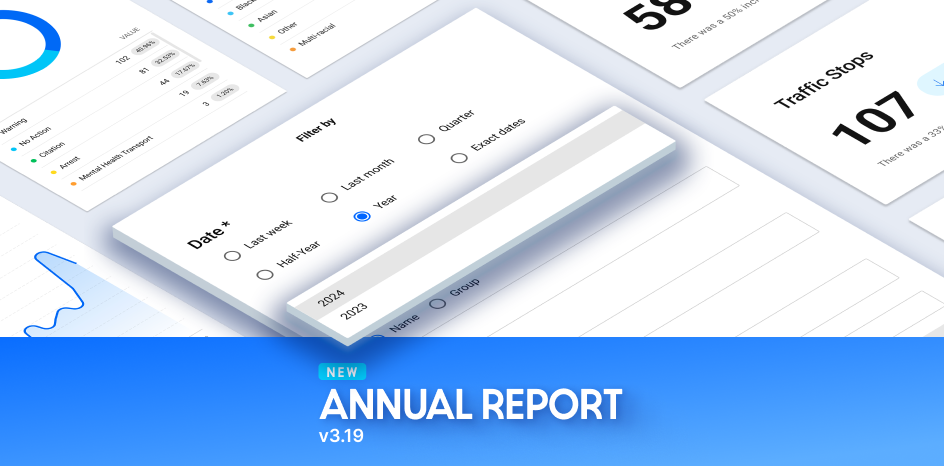 VALUE
102 40.96%
81 32.53%
44 17.67%
19 7.63%
3 1.20%
Warning
No Action
Citation
Arrest
Mental Health Transport
Asian
Other
Multi-racial
58
There was a 50%
Traffic Stops
107
There was a 33%
Filter by
Date *
Last week
Last month
Quarter
Half-Year
Year
Exact dates
2024
2023
Name
Group
NEW
ANNUAL REPORT
v3.19